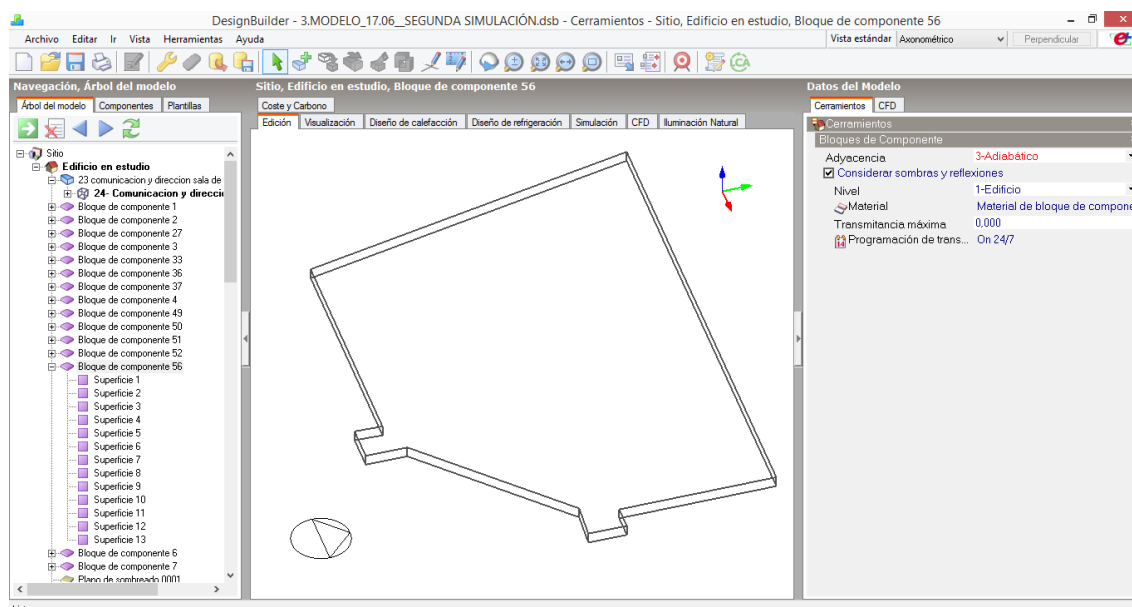 DesignBuilder - 3.MODELO_17.06__SEGUNDA SIMULACIÓN.dsb - Cerramientos - Sitio, Edificio en estudio, Bloque de componente 56
Archivo Editar Ir Vista Herramientas Ayuda
Vista estándar Axonométrico Perpendicular
Navegación, Árbol del modelo
Árbol del modelo Componentes Plantillas
Sitio
Edificio en estudio
23 comunicacion y direccion sala de
24- Comunicacion y direcci
Bloque de componente 1
Bloque de componente 2
Bloque de componente 27
Bloque de componente 3
Bloque de componente 33
Bloque de componente 36
Bloque de componente 37
Bloque de componente 4
Bloque de componente 49
Bloque de componente 50
Bloque de componente 51
Bloque de componente 52
Bloque de componente 56
Superficie 1
Superficie 2
Superficie 3
Superficie 4
Superficie 5
Superficie 6
Superficie 7
Superficie 8
Superficie 9
Superficie 10
Superficie 11
Superficie 12
Superficie 13
Bloque de componente 6
Bloque de componente 7
Plano de sombreado 0001
Sitio, Edificio en estudio, Bloque de componente 56
Coste y Carbono
Edición Visualización Diseño de calefacción Diseño de refrigeración Simulación CFD Iluminación Natural
Datos del Modelo
Cerramientos CFD
Cerramientos
Bloques de Componente
Adyacencia 3-Adiabático
Considerar sombras y reflexiones
Nivel 1-Edificio
Material Material de bloque de compone
Transmitancia máxima 0,000
Programación de trans... On 24/7